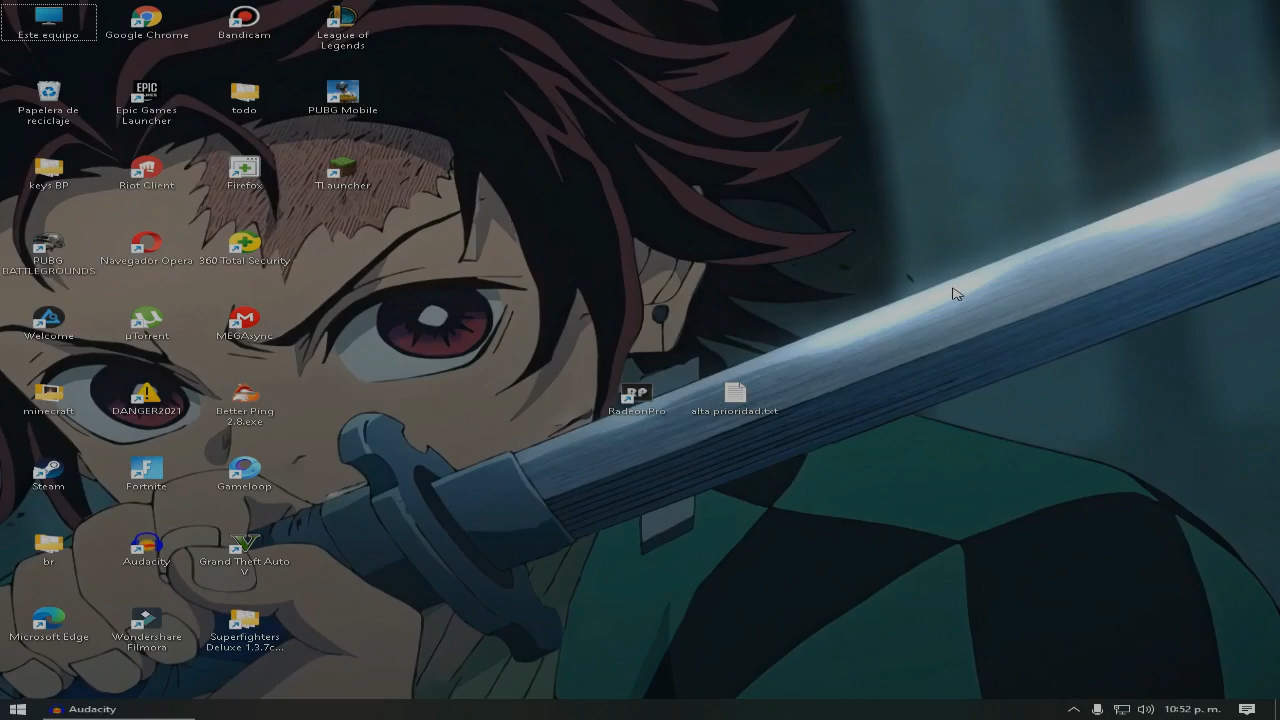 Este equipo
Google Chrome
Bandicam
League of
Legends
Papelera de
reciclaje
EPIC
GAMES
Epic Games
Launcher
todo
PUBG Mobile
keys BP
Riot Client
Firefox
TLauncher
PUBG
BATTLEGROUNDS
Navegador Opera
360 Total Security
Welcome
µTorrent
MEGAsync
minecraft
DANGER2021
Better Ping
2.8.exe
RP
RadeonPro
alta prioridad.txt
Steam
Fortnite
Gameloop
br
Audacity
Grand Theft Auto
V
Microsoft Edge
Wondershare
Filmora
Superfighters
Deluxe 1.3.7c...
Audacity
10:52 p. m.